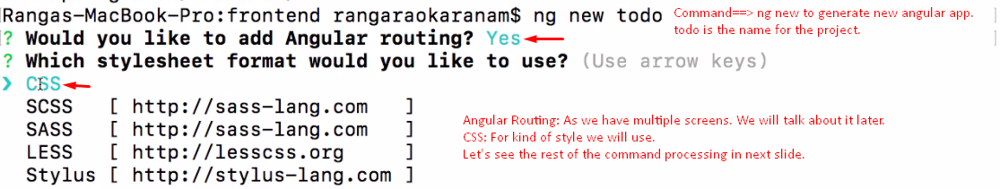 Rangas-MacBook-Pro:frontend rangaraokaranam$ ng new todo
Command==> ng new to generate new angular app.
todo is the name for the project.
? Would you like to add Angular routing? Yes
? Which stylesheet format would you like to use? (Use arrow keys)
❯ CSS
SCSS [ http://sass-lang.com ]
SASS [ http://sass-lang.com ]
LESS [ http://lesscss.org ]
Stylus [ http://stylus-lang.com ]
Angular Routing: As we have multiple screens. We will talk about it later.
CSS: For kind of style we will use.
Let's see the rest of the command processing in next slide.